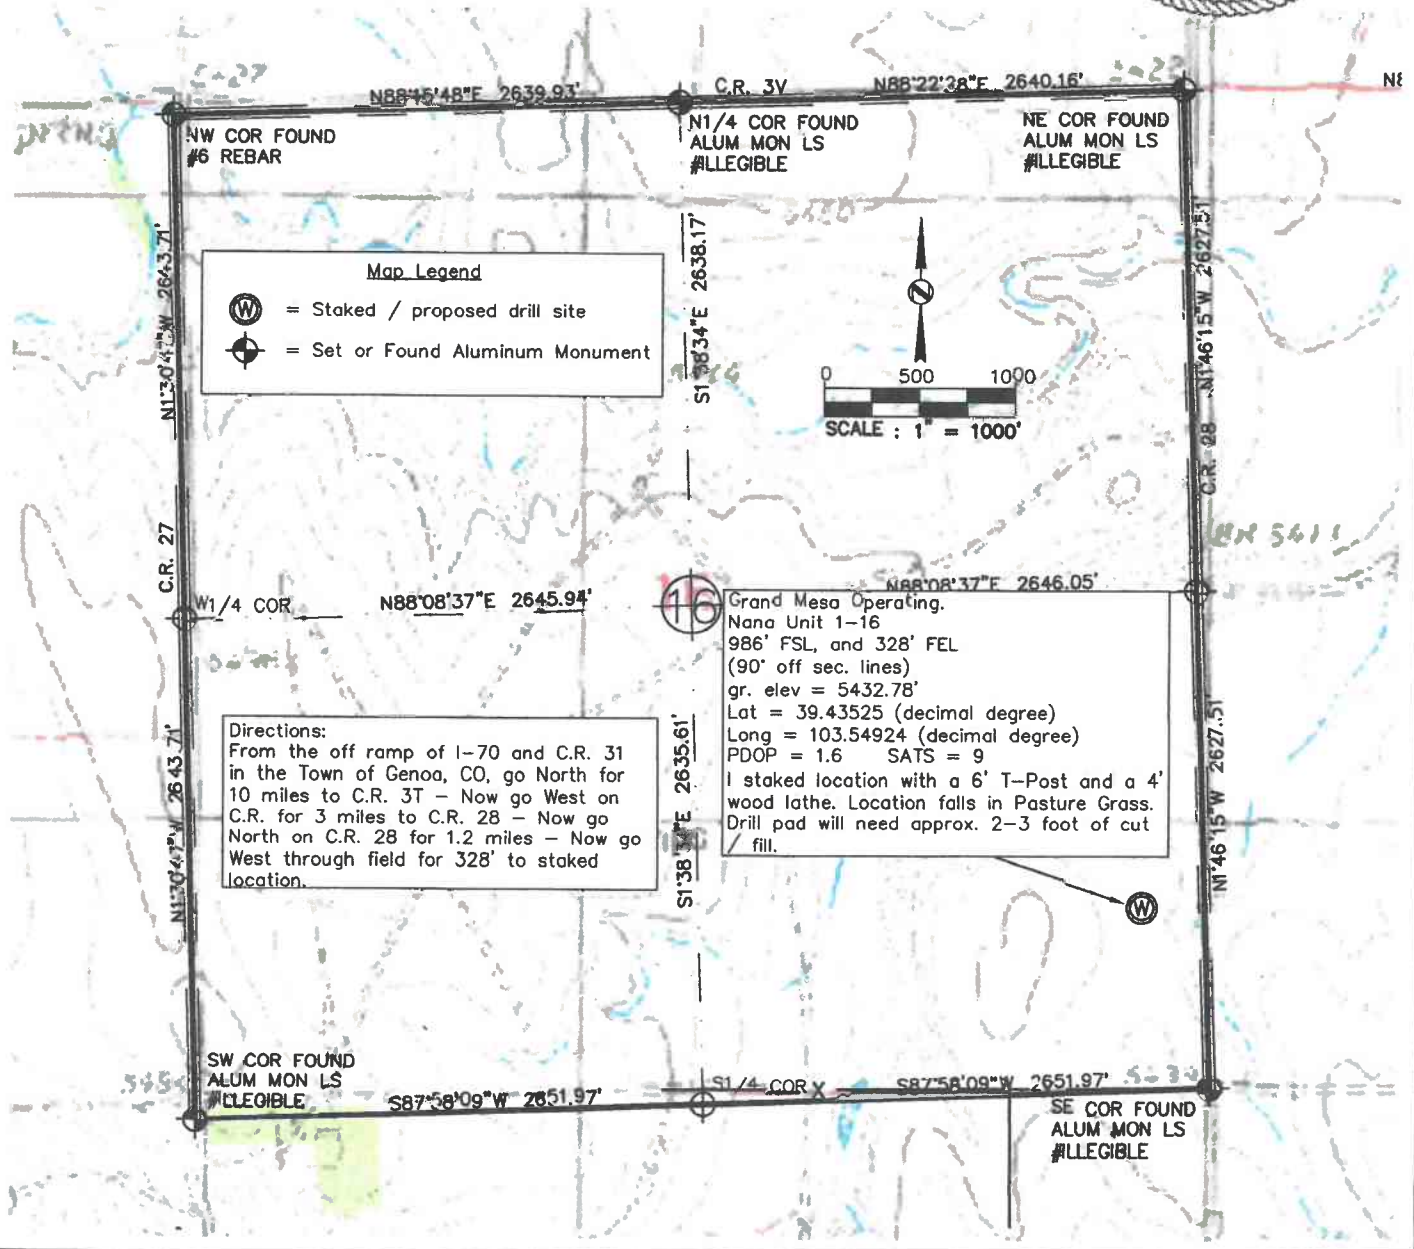 N88°15'48"E 2639.93'
C.R. 3V
N88°22'28"E 2640.16'
NW COR FOUND
#6 REBAR
N1/4 COR FOUND
ALUM MON LS
#ILLEGIBLE
NE COR FOUND
ALUM MON LS
#ILLEGIBLE
N1°30'47"W 2643.71'
S1°38'34"E 2638.17'
N1°46'15"W 2627.51'
Map Legend
W = Staked / proposed drill site
= Set or Found Aluminum Monument
0 500 1000
SCALE : 1" = 1000'
C.R. 28
C.R. 27
W1/4 COR
N88°08'37"E 2645.94'
16
N88°08'37"E 2646.05'
Grand Mesa Operating.
Nana Unit 1-16
986' FSL, and 328' FEL
(90° off sec. lines)
gr. elev = 5432.78'
Lat = 39.43525 (decimal degree)
Long = 103.54924 (decimal degree)
PDOP = 1.6 SATS = 9
I staked location with a 6' T-Post and a 4'
wood lathe. Location falls in Pasture Grass.
Drill pad will need approx. 2-3 foot of cut
/ fill.
Directions:
From the off ramp of I-70 and C.R. 31
in the Town of Genoa, CO, go North for
10 miles to C.R. 3T - Now go West on
C.R. for 3 miles to C.R. 28 - Now go
North on C.R. 28 for 1.2 miles - Now go
West through field for 328' to staked
location.
N1°30'47"W 2643.71'
S1°38'34"E 2635.61'
N1°46'15"W 2627.51'
W
SW COR FOUND
ALUM MON LS
#ILLEGIBLE
S87°58'09"W 2651.97'
S1/4 COR
X
S87°58'09"W 2651.97'
SE COR FOUND
ALUM MON LS
#ILLEGIBLE